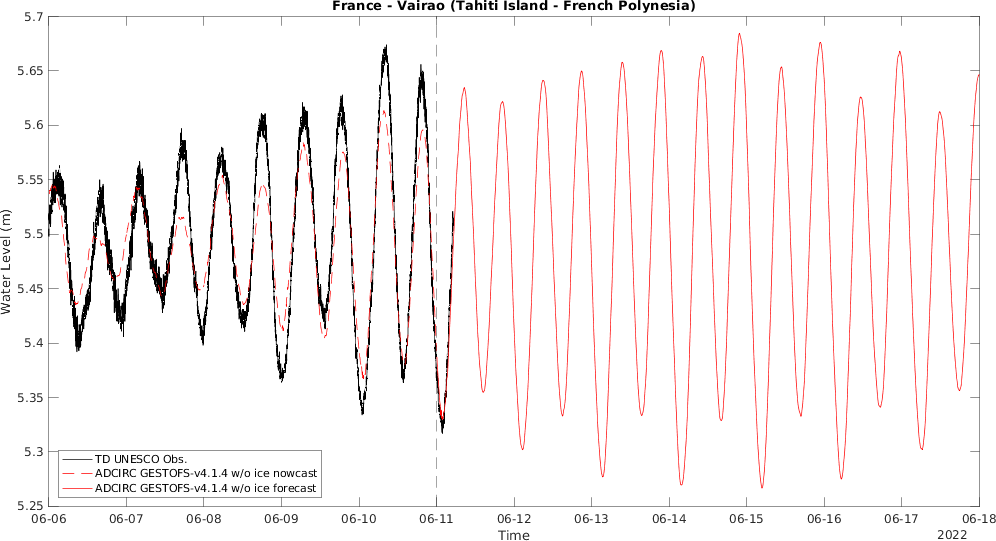 France - Vairao (Tahiti Island - French Polynesia)
5.7
5.65
5.6
5.55
5.5
5.45
5.4
5.35
5.3
5.25
Water Level (m)
TD UNESCO Obs.
ADCIRC GESTOFS-v4.1.4 w/o ice nowcast
ADCIRC GESTOFS-v4.1.4 w/o ice forecast
06-06 06-07 06-08 06-09 06-10 06-11 06-12 06-13 06-14 06-15 06-16 06-17 06-18
Time
2022